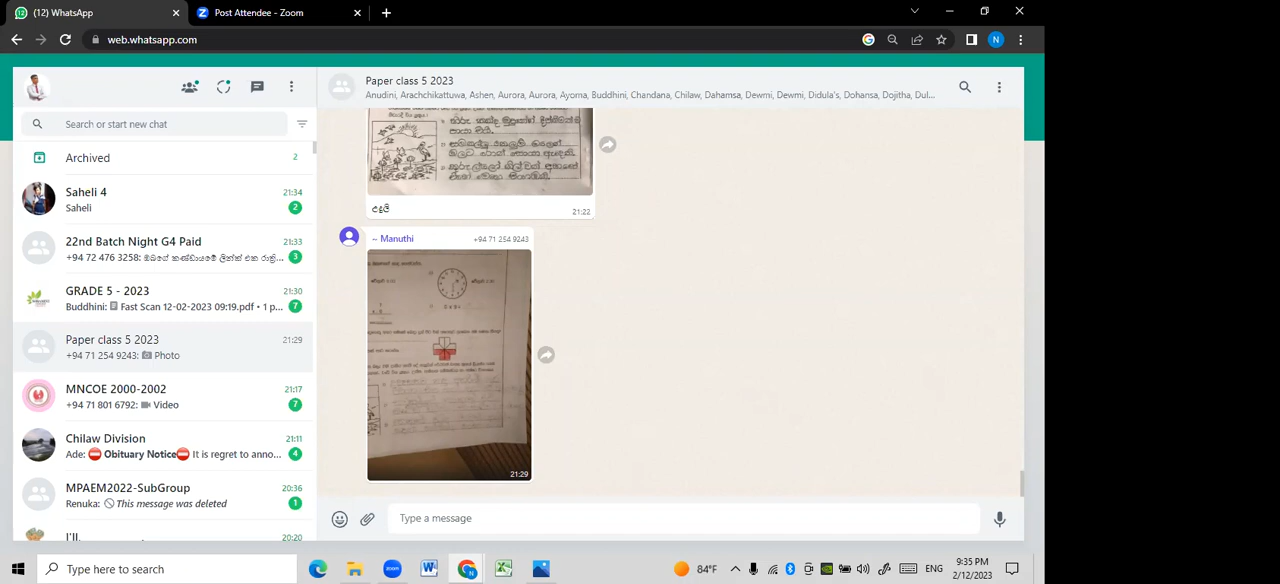 (12) WhatsApp
Post Attendee - Zoom
web.whatsapp.com
N
Search or start new chat
Archived
2
Saheli 4
21:34
Saheli
2
22nd Batch Night G4 Paid
21:33
+94 72 476 3258: ඔබගේ කණ්ඩායමේ ලින්ක් එක රාත්‍රි...
3
GRADE 5 - 2023
21:30
Buddhini: Fast Scan 12-02-2023 09:19.pdf • 1 p...
7
Paper class 5 2023
21:29
+94 71 254 9243: Photo
MNCOE 2000-2002
21:17
+94 71 801 6792: Video
7
Chilaw Division
21:11
Ade: Obituary Notice It is regret to anno...
4
MPAEM2022-SubGroup
20:36
Renuka: This message was deleted
1
I'll.
20:20
Paper class 5 2023
Anudini, Arachchikattuwa, Ashen, Aurora, Aurora, Ayoma, Buddhini, Chandana, Chilaw, Dahamsa, Dewmi, Dewmi, Didula's, Dohansa, Dojitha, Dul...
උදුලි
21:22
~ Manuthi
+94 71 254 9243
21:29
Type a message
Type here to search
84°F
ENG
9:35 PM
2/12/2023